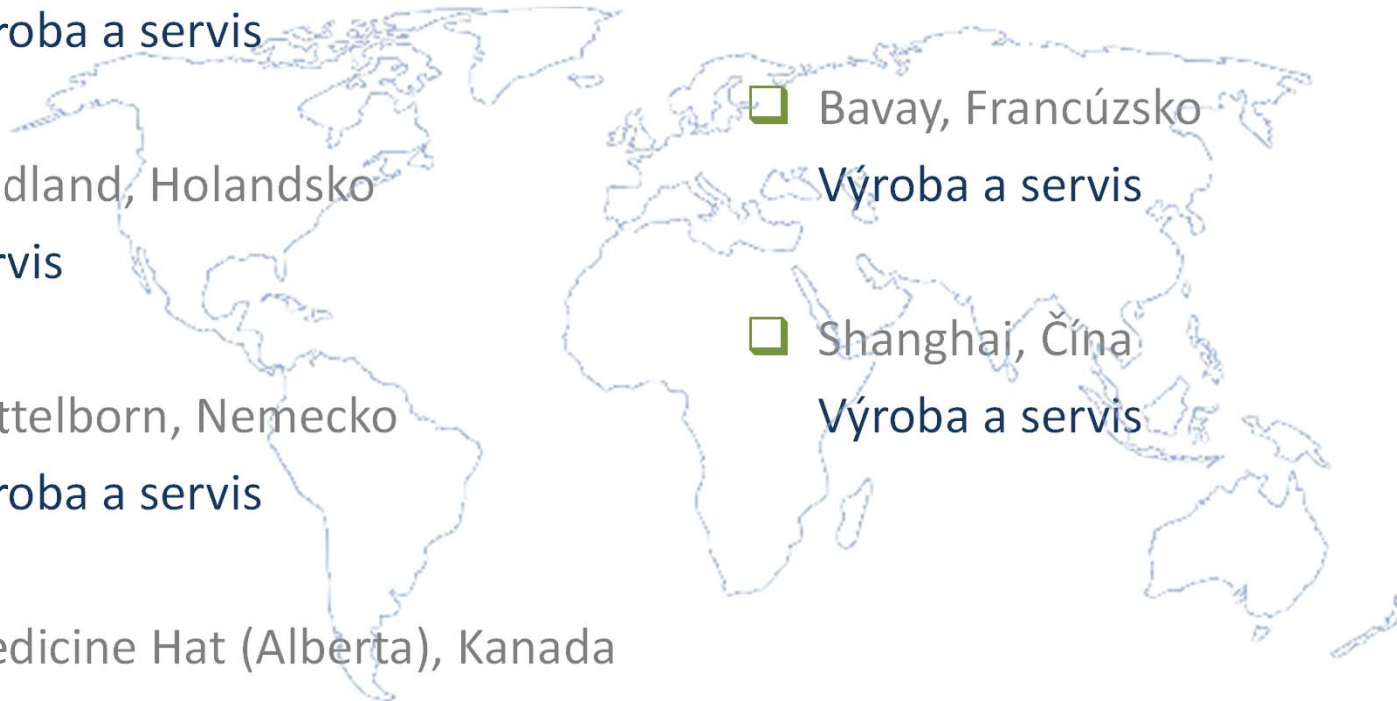 roba a servis
dland, Holandsko
rvis
ttelborn, Nemecko
roba a servis
edicine Hat (Alberta), Kanada
Bavay, Francúzsko
Výroba a servis
Shanghai, Čína
Výroba a servis